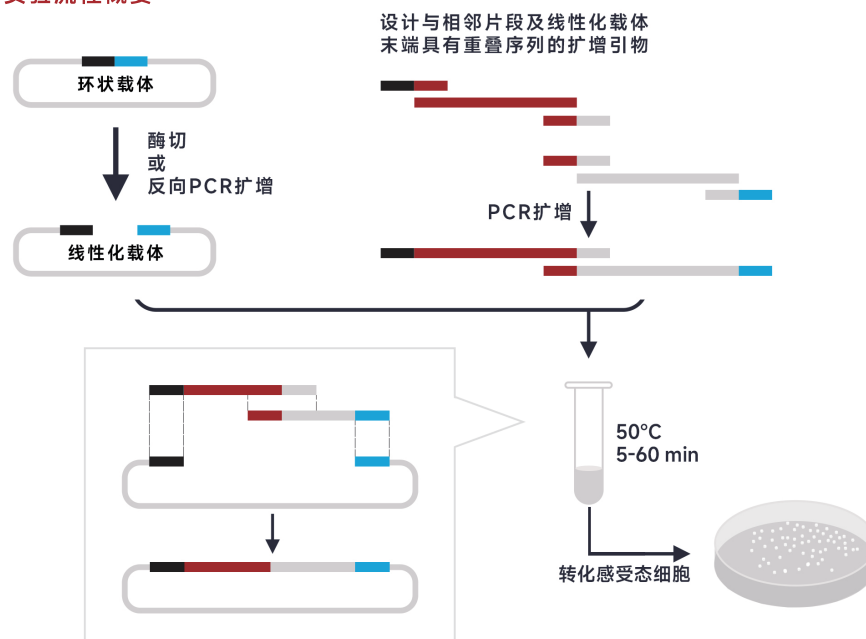 设计与相邻片段及线性化载体
末端具有重叠序列的扩增引物
环状载体
酶切
或
反向PCR扩增
PCR扩增
线性化载体
50°C
5-60 min
转化感受态细胞